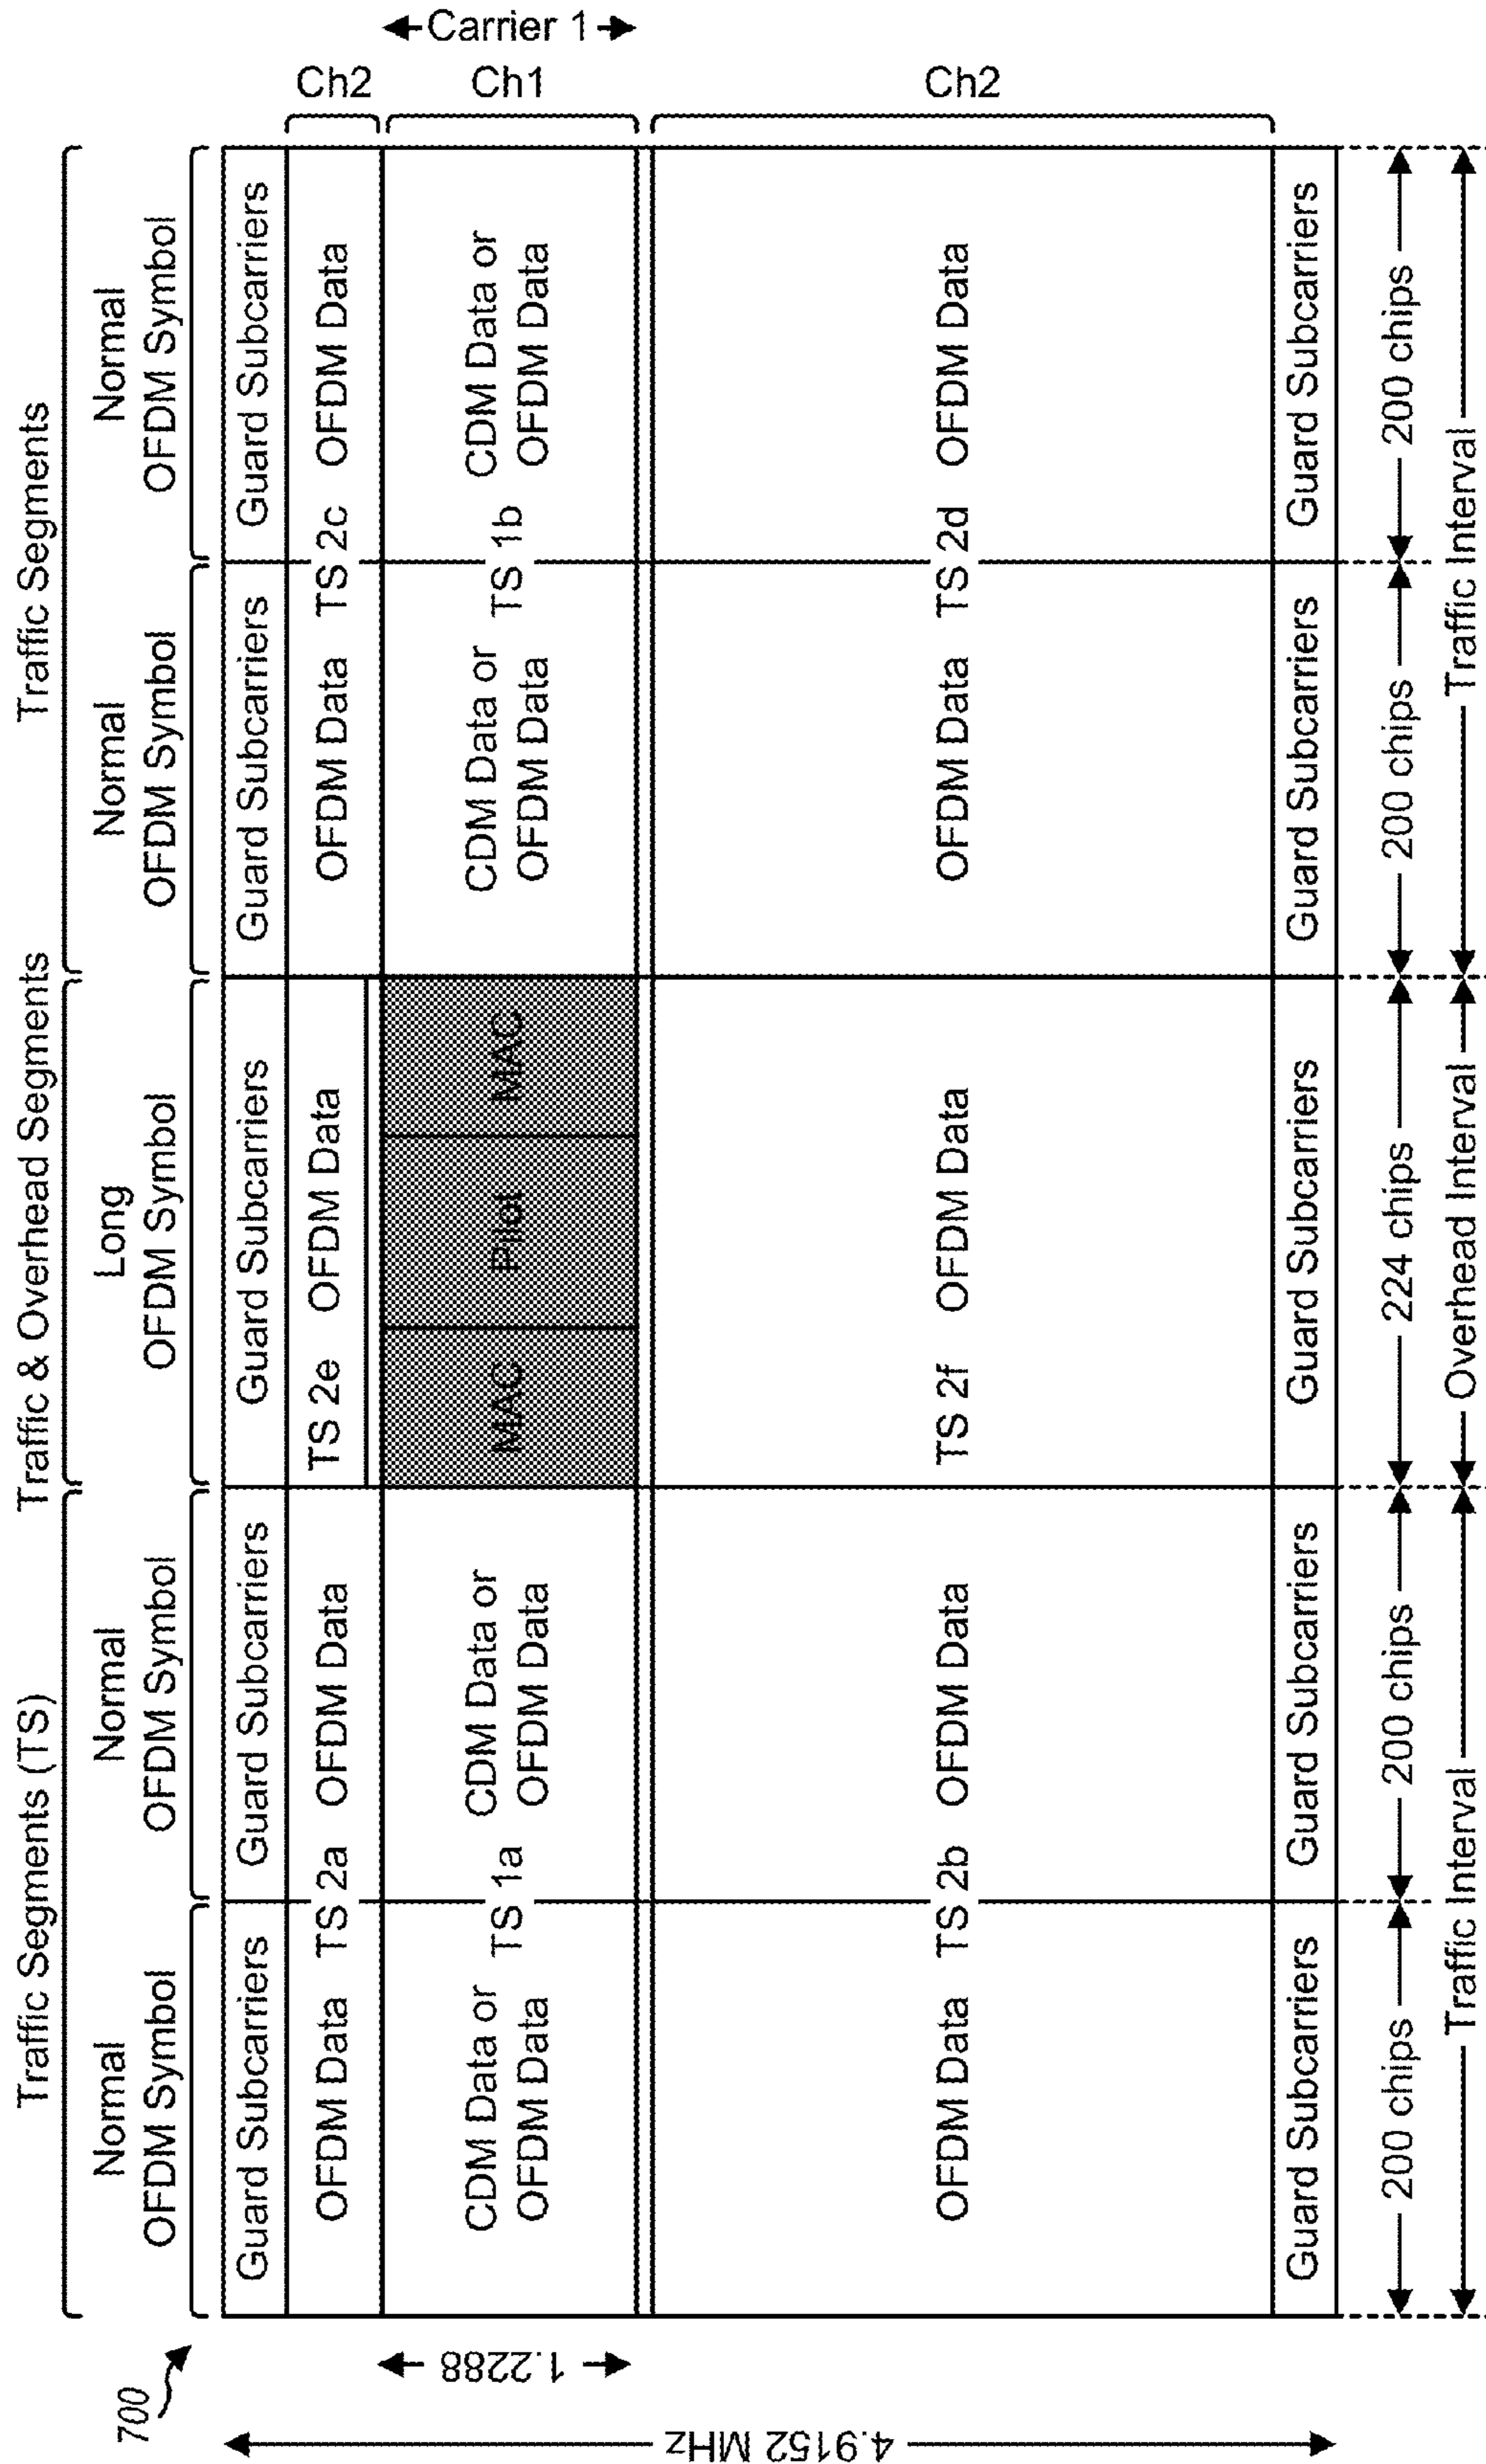 700
Traffic Segments (TS)
Traffic & Overhead Segments
Traffic Segments
Normal
OFDM Symbol
Normal
OFDM Symbol
Long
OFDM Symbol
Normal
OFDM Symbol
Normal
OFDM Symbol
Guard Subcarriers
Guard Subcarriers
Guard Subcarriers
Guard Subcarriers
Guard Subcarriers
OFDM Data
TS 2a
OFDM Data
TS 2e
OFDM Data
OFDM Data
TS 2c
OFDM Data
Ch2
CDM Data or
OFDM Data
TS 1a
CDM Data or
OFDM Data
MAC
Pilot
MAC
CDM Data or
OFDM Data
TS 1b
CDM Data or
OFDM Data
Ch1
Carrier 1
1.2288
4.9152 MHz
OFDM Data
TS 2b
OFDM Data
TS 2f
OFDM Data
OFDM Data
TS 2d
OFDM Data
Ch2
Guard Subcarriers
Guard Subcarriers
Guard Subcarriers
Guard Subcarriers
Guard Subcarriers
200 chips
200 chips
224 chips
200 chips
200 chips
Traffic Interval
Overhead Interval
Traffic Interval